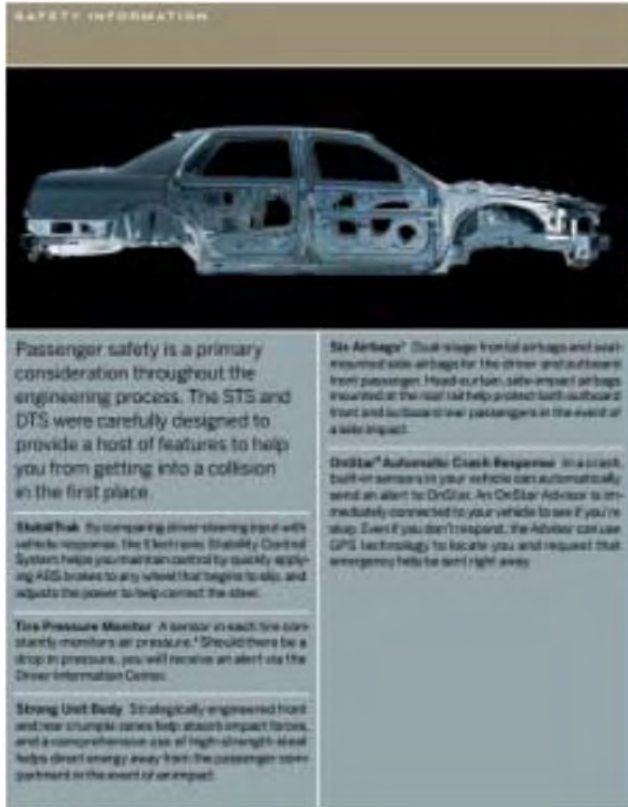 SAFETY INFORMATION
Passenger safety is a primary
consideration throughout the
engineering process. The STS and
DTS were carefully designed to
provide a host of features to help
you from getting into a collision
in the first place.
StabiliTrak By comparing driver steering input with
vehicle response, the Electronic Stability Control
System helps you maintain control by quickly apply-
ing ABS brakes to any wheel that begins to slip, and
adjusts the power to help correct the steer.
Tire Pressure Monitor A sensor in each tire con-
stantly monitors air pressure. Should there be a
drop in pressure, you will receive an alert via the
Driver Information Center.
Strong Unit Body Strategically engineered front
and rear crumple zones help absorb impact forces,
and a comprehensive use of high-strength steel
helps direct energy away from the passenger com-
partment in the event of an impact.
Six Airbags Dual-stage frontal airbags and seat-
mounted side airbags for the driver and outboard
front passenger. Head-curtain, side-impact airbags
mounted at the roof rail help protect both outboard
front and outboard rear passengers in the event of
a side impact.
OnStar® Automatic Crash Response In a crash,
built-in sensors in your vehicle can automatically
send an alert to OnStar. An OnStar Advisor is im-
mediately connected to your vehicle to see if you're
okay. Even if you don't respond, the Advisor can use
GPS technology to locate you and request that
emergency help be sent right away.